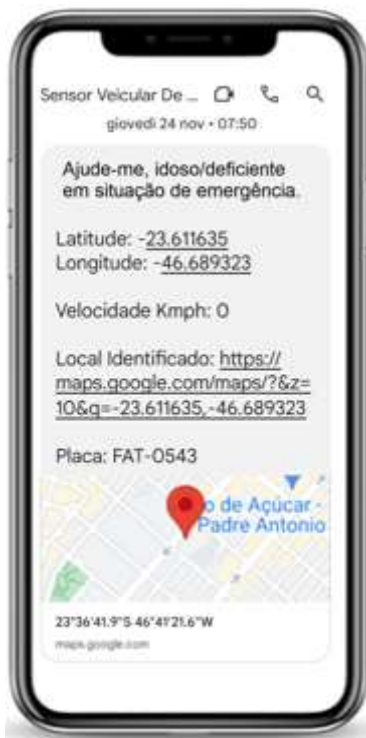 Sensor Veicular De ...
giovedì 24 nov • 07:50
Ajude-me, idoso/deficiente
em situação de emergência.
Latitude: -23.611635
Longitude: -46.689323
Velocidade Kmph: 0
Local Identificado: https://
maps.google.com/maps/?&z=
10&q=-23.611635,-46.689323
Placa: FAT-0543
o de Açúcar -
Padre Antonio
23°36'41.9"S 46°41'21.6"W
maps.google.com